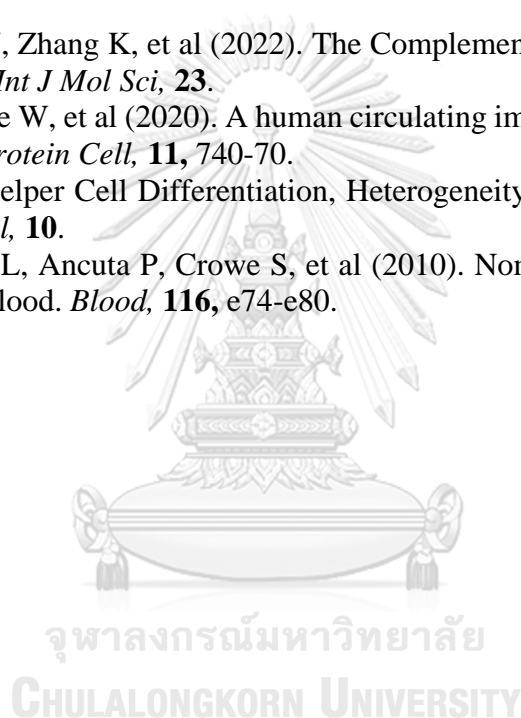 , Zhang K, et al (2022). The Complemen
Int J Mol Sci, 23.
e W, et al (2020). A human circulating im
rotein Cell, 11, 740-70.
elper Cell Differentiation, Heterogeneity
l, 10.
L, Ancuta P, Crowe S, et al (2010). Nor
lood. Blood, 116, e74-e80.
จุฬาลงกรณ์มหาวิทยาลัย
CHULALONGKORN UNIVERSITY